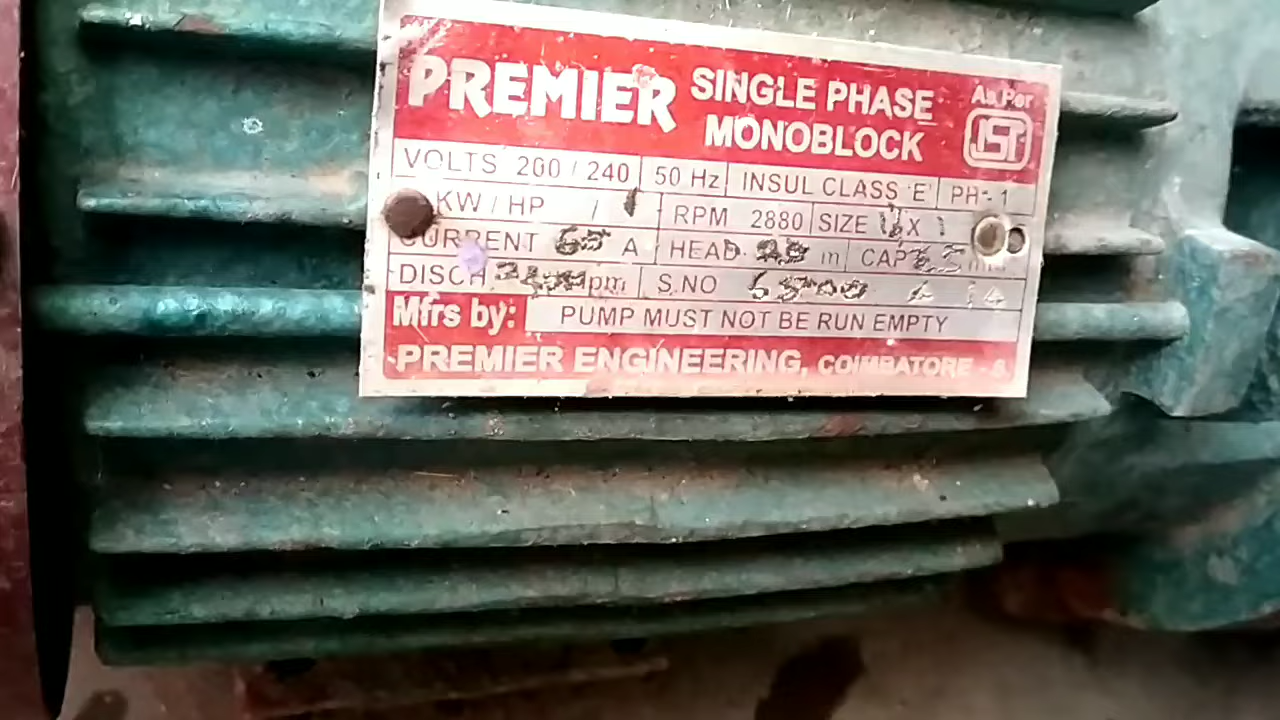 PREMIER SINGLE PHASE MONOBLOCK As Per ISI
VOLTS 200 / 240 50 Hz INSUL CLASS 'E' PH - 1
KW / HP / 1 RPM 2880 SIZE X 1
CURRENT A HEAD m CAP
DISCH pm S.NO
Mfrs by: PUMP MUST NOT BE RUN EMPTY
PREMIER ENGINEERING, COIMBATORE - 6